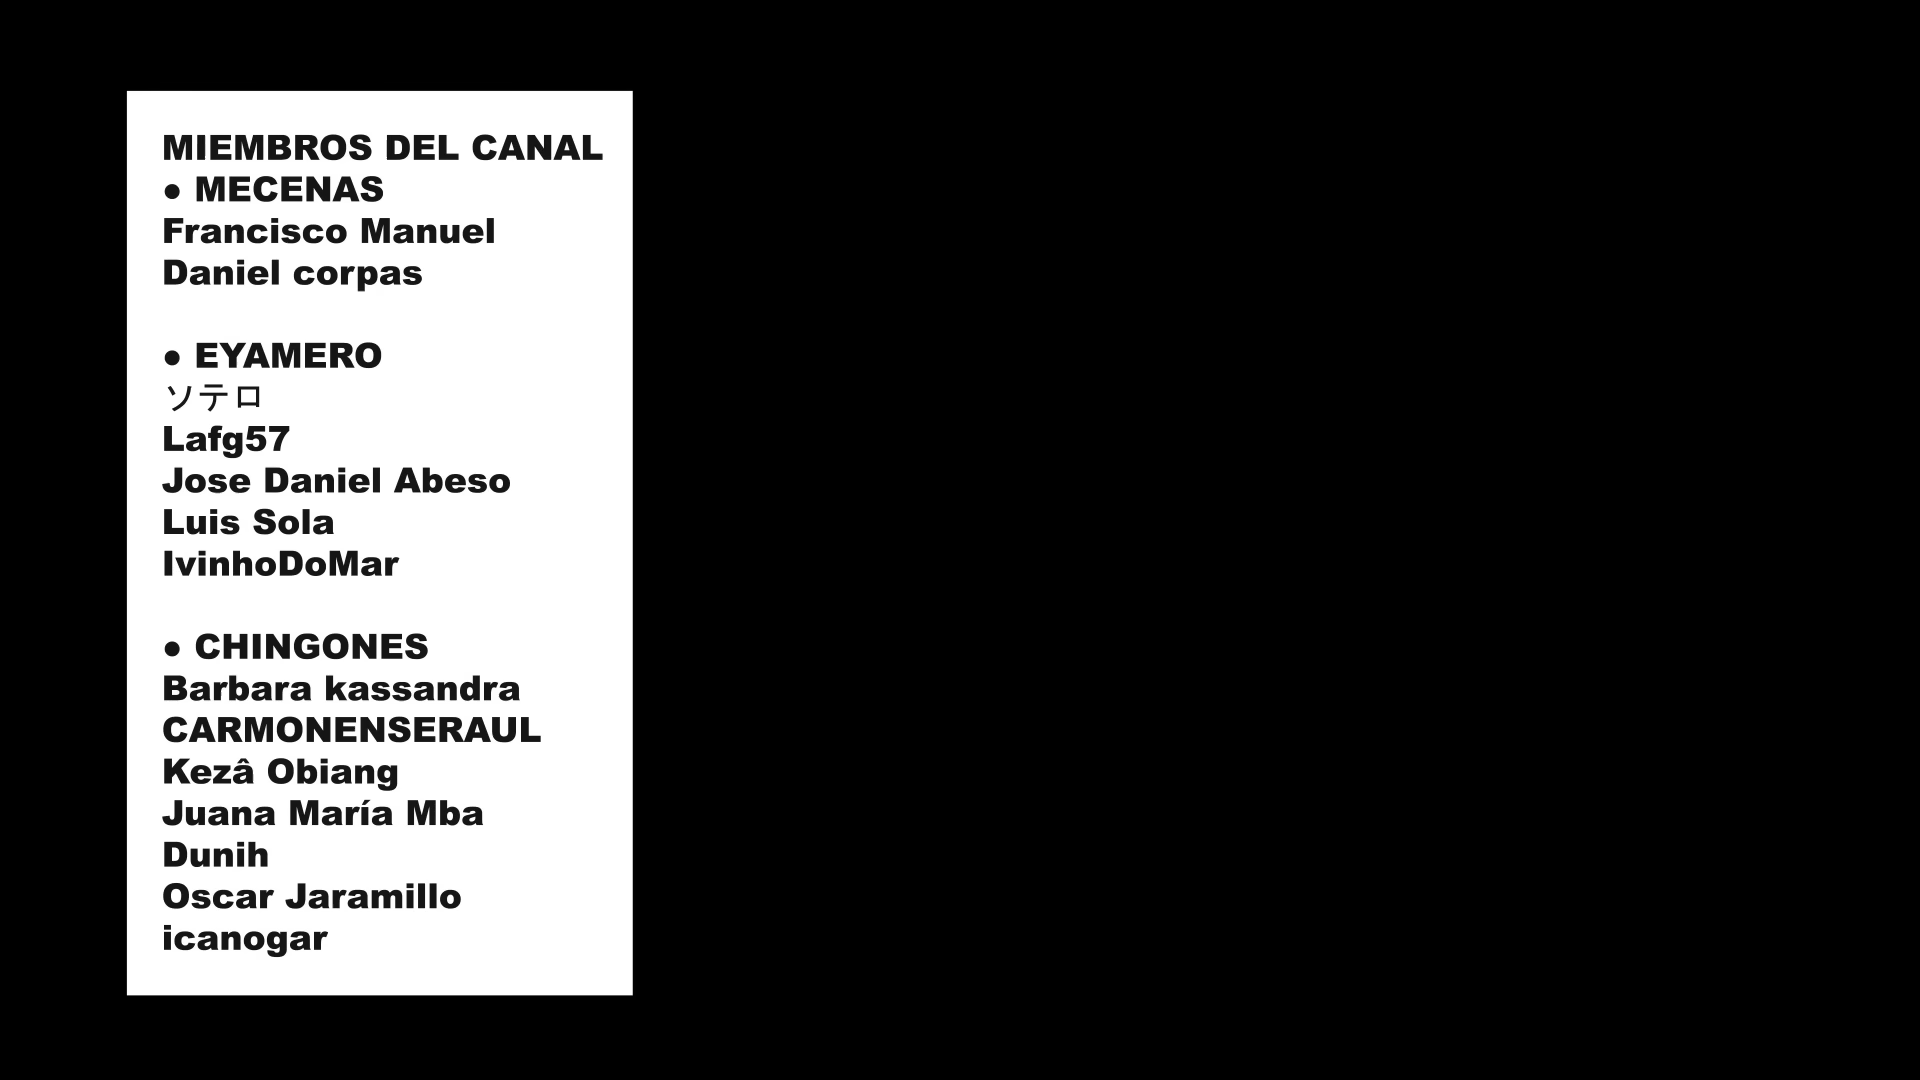 MIEMBROS DEL CANAL
● MECENAS
Francisco Manuel
Daniel corpas
● EYAMERO
ソテロ
Lafg57
Jose Daniel Abeso
Luis Sola
IvinhoDoMar
● CHINGONES
Barbara kassandra
CARMONENSERAUL
Kezâ Obiang
Juana María Mba
Dunih
Oscar Jaramillo
icanogar